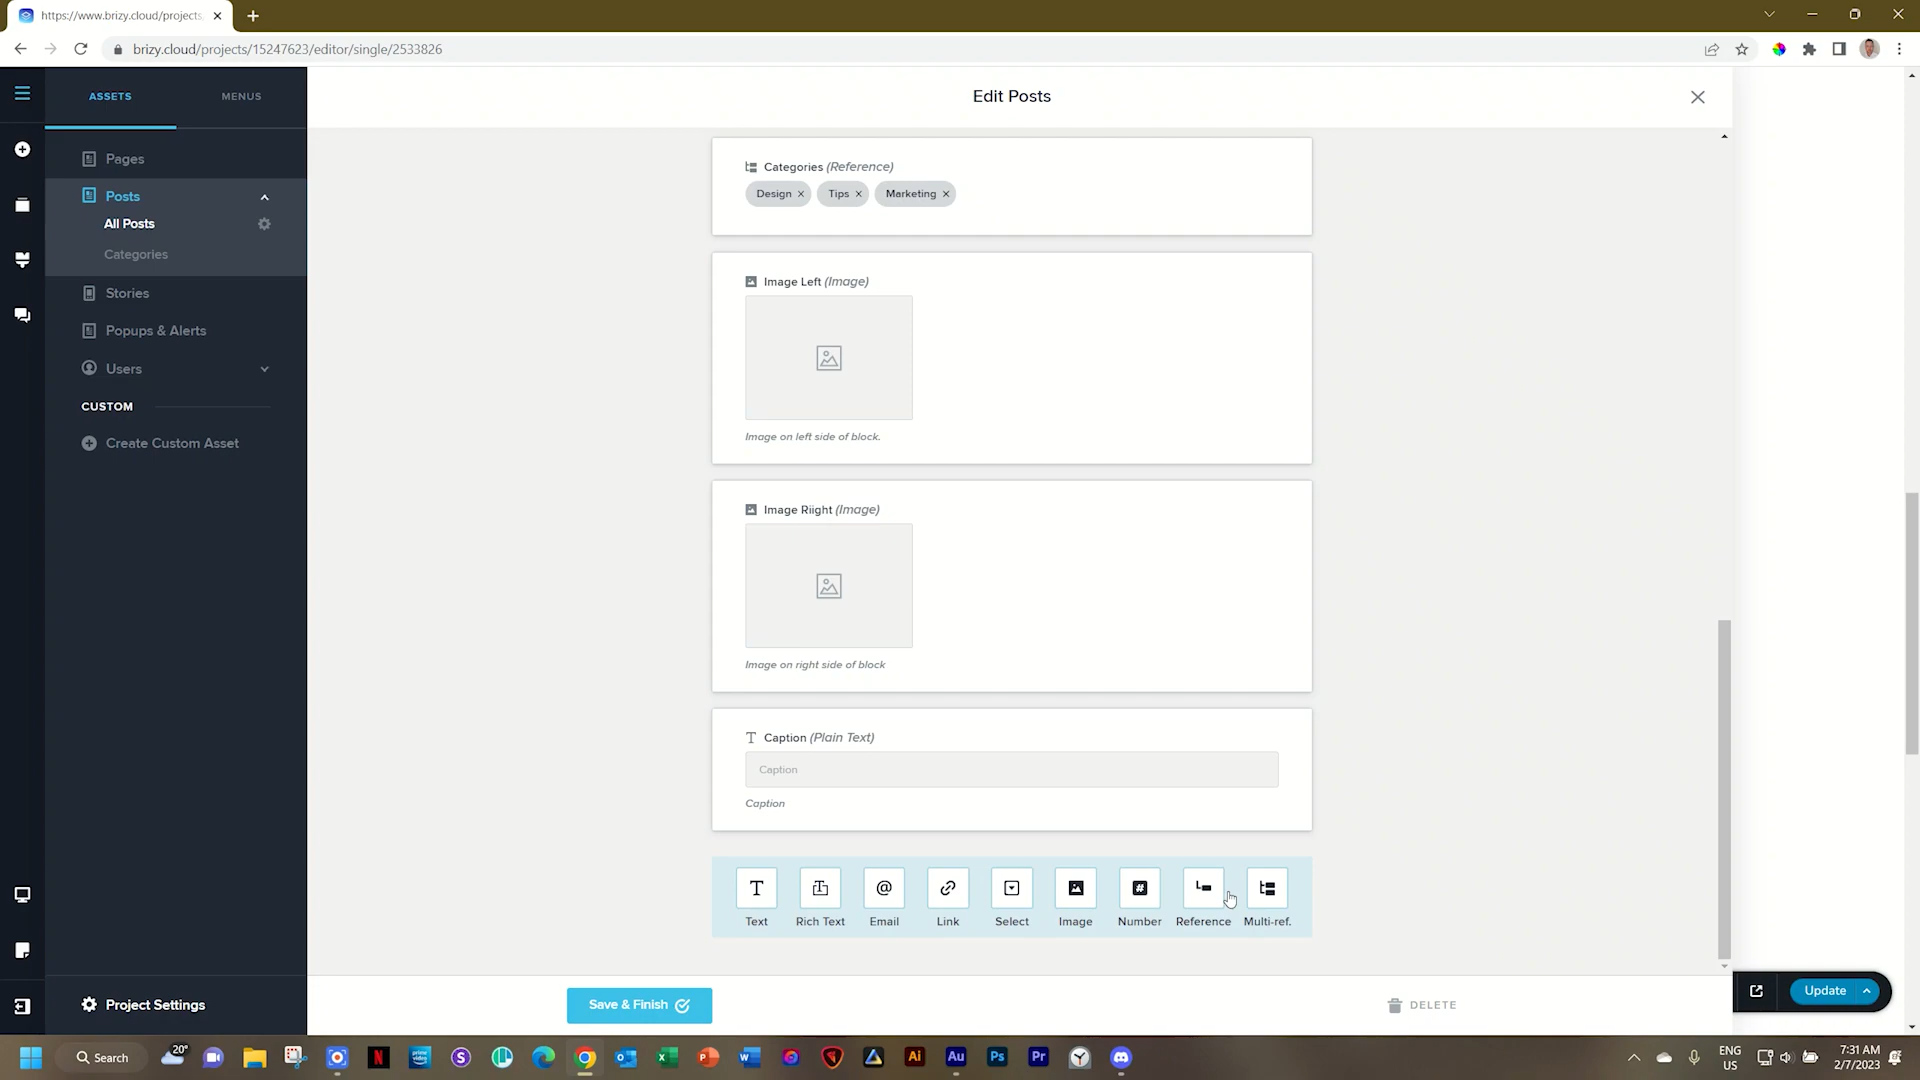 https://www.brizy.cloud/projects
brizy.cloud/projects/15247623/editor/single/2533826
ASSETS
MENUS
Edit Posts
Pages
Posts
All Posts
Categories
Stories
Popups & Alerts
Users
CUSTOM
Create Custom Asset
Project Settings
Categories (Reference)
Design × Tips × Marketing ×
Image Left (Image)
Image on left side of block.
Image Riight (Image)
Image on right side of block
Caption (Plain Text)
Caption
Caption
Text Rich Text Email Link Select Image Number Reference Multi-ref.
Save & Finish
DELETE
Update
20°
Search
ENG
US
7:31 AM
2/7/2023